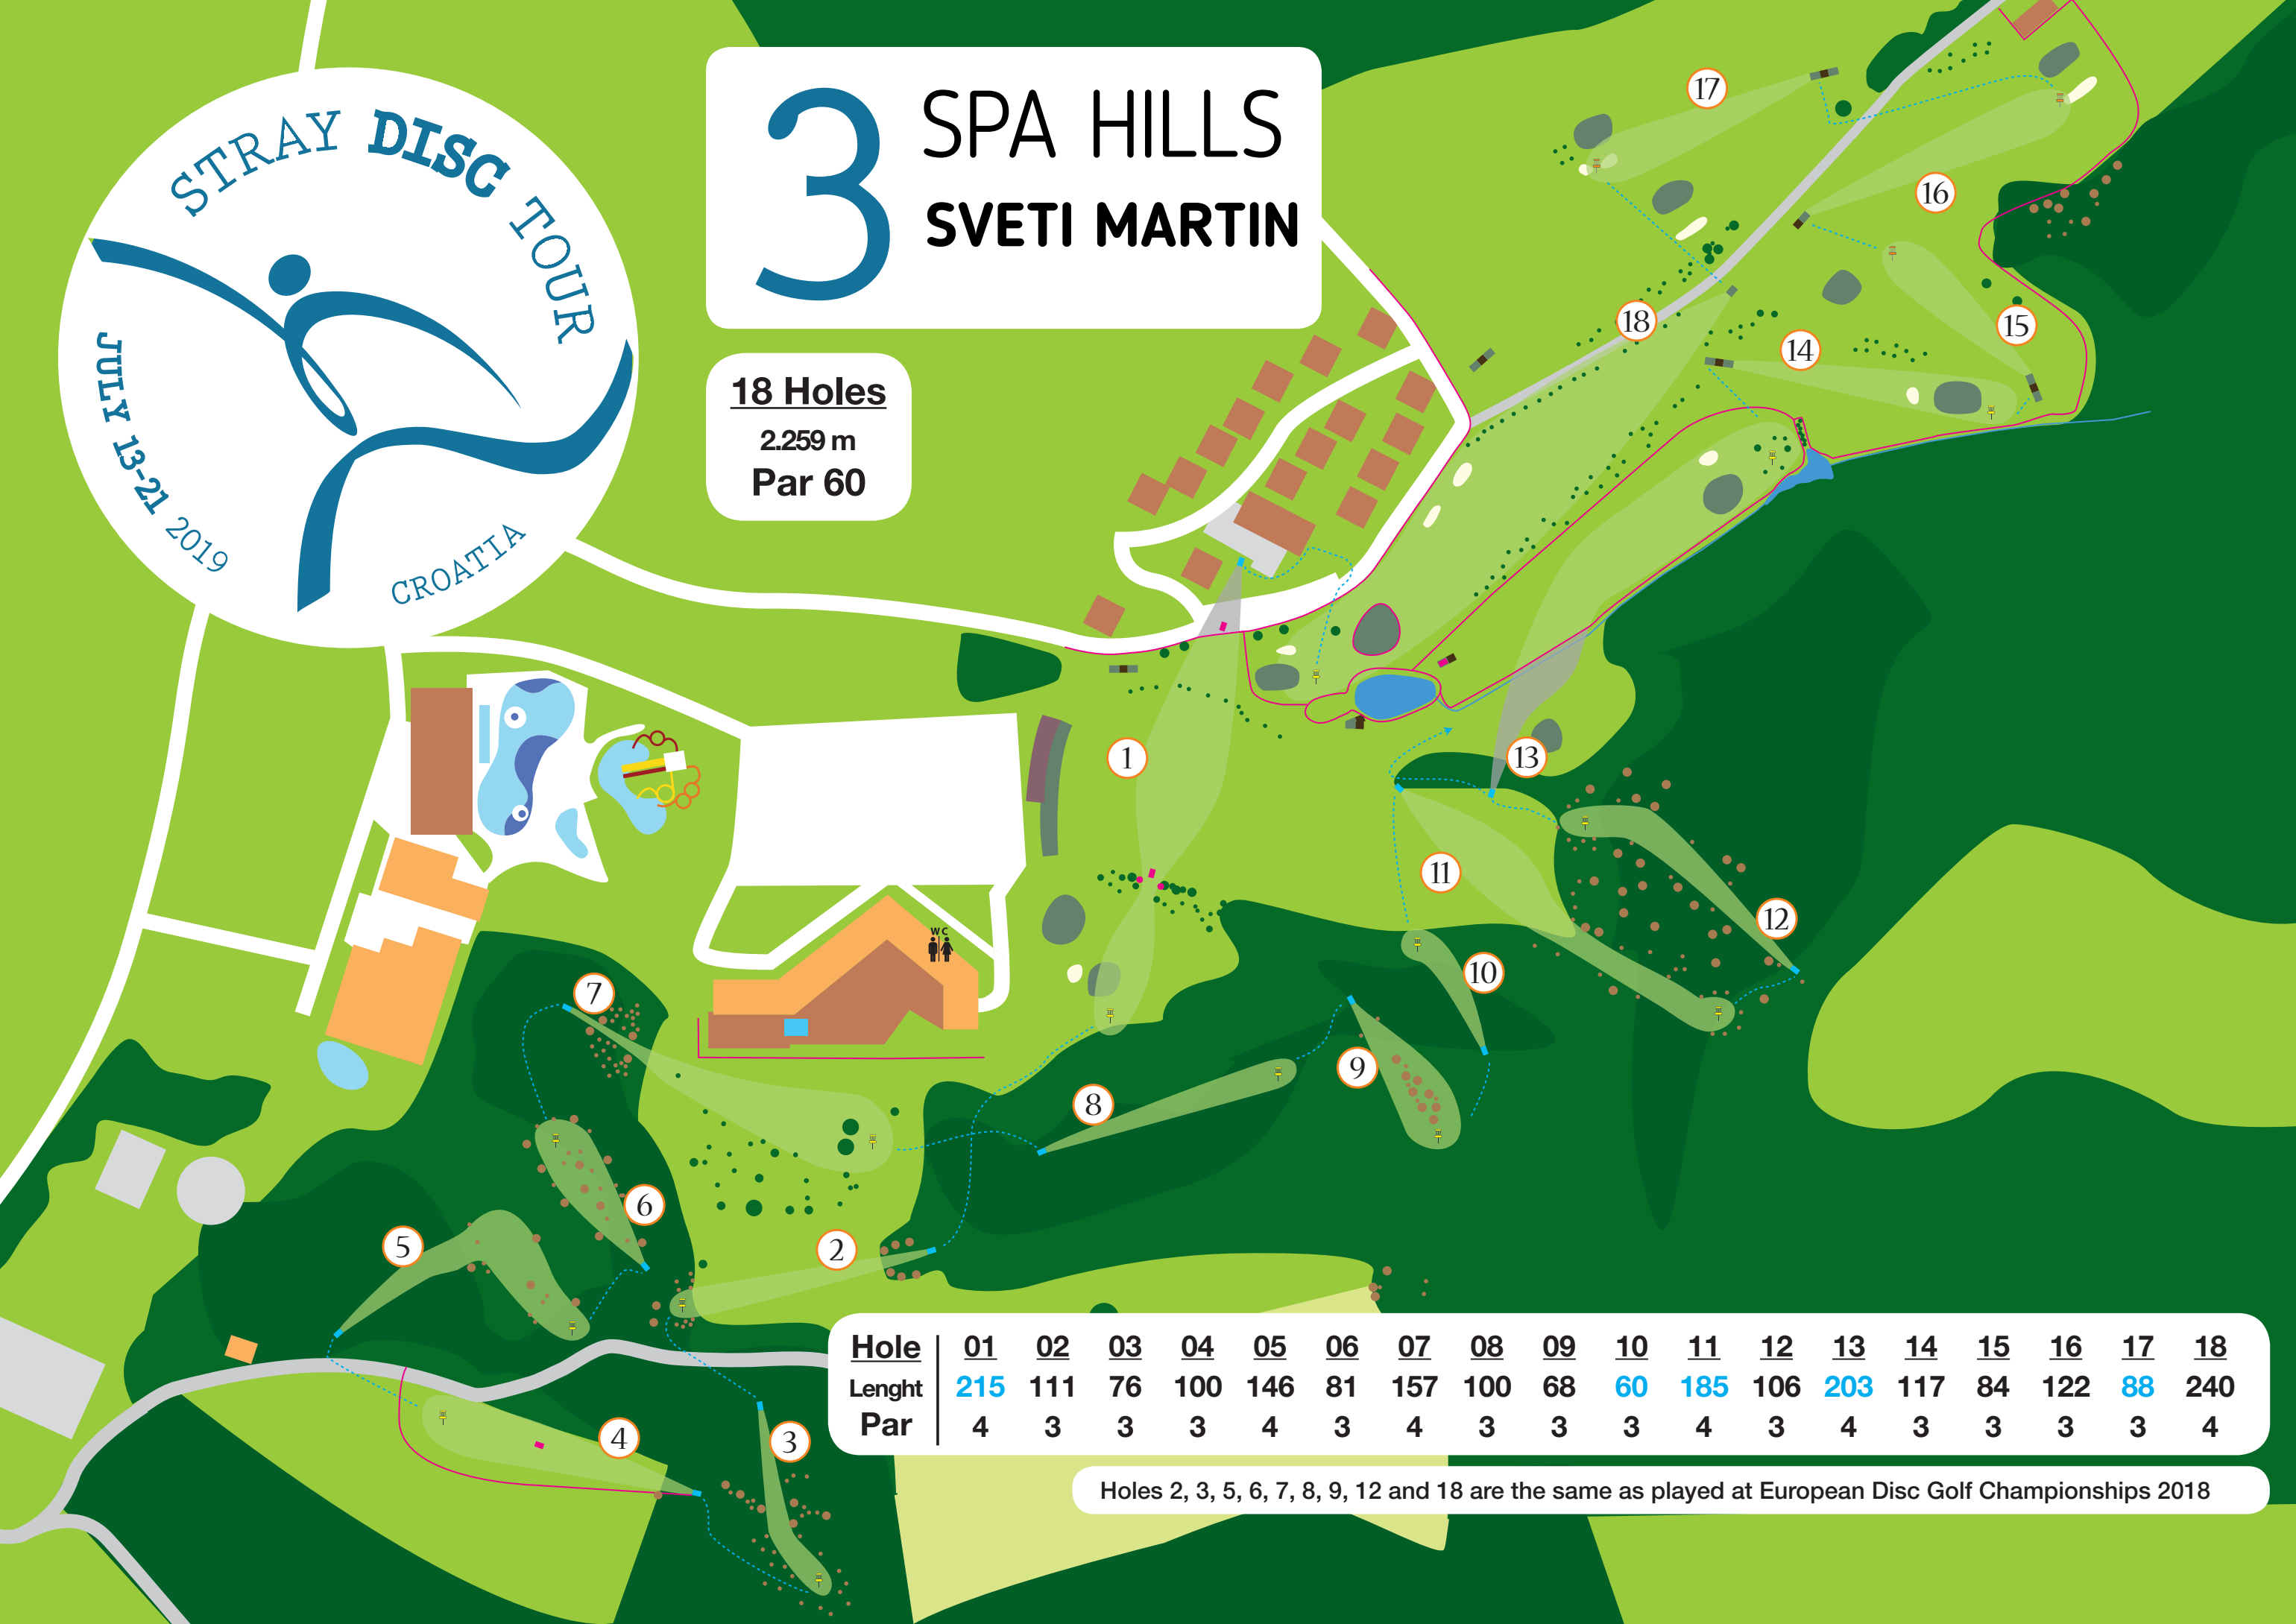 STRAY DISC TOUR
JULY 13-21 2019
CROATIA
3
SPA HILLS
SVETI MARTIN
18 Holes
2.259 m
Par 60
17
16
18
15
14
1
13
11
12
10
WC
7
9
8
6
5
2
4
3
Hole 01 02 03 04 05 06 07 08 09 10 11 12 13 14 15 16 17 18
Lenght 215 111 76 100 146 81 157 100 68 60 185 106 203 117 84 122 88 240
Par 4 3 3 3 4 3 4 3 3 3 4 3 4 3 3 3 3 4
Holes 2, 3, 5, 6, 7, 8, 9, 12 and 18 are the same as played at European Disc Golf Championships 2018